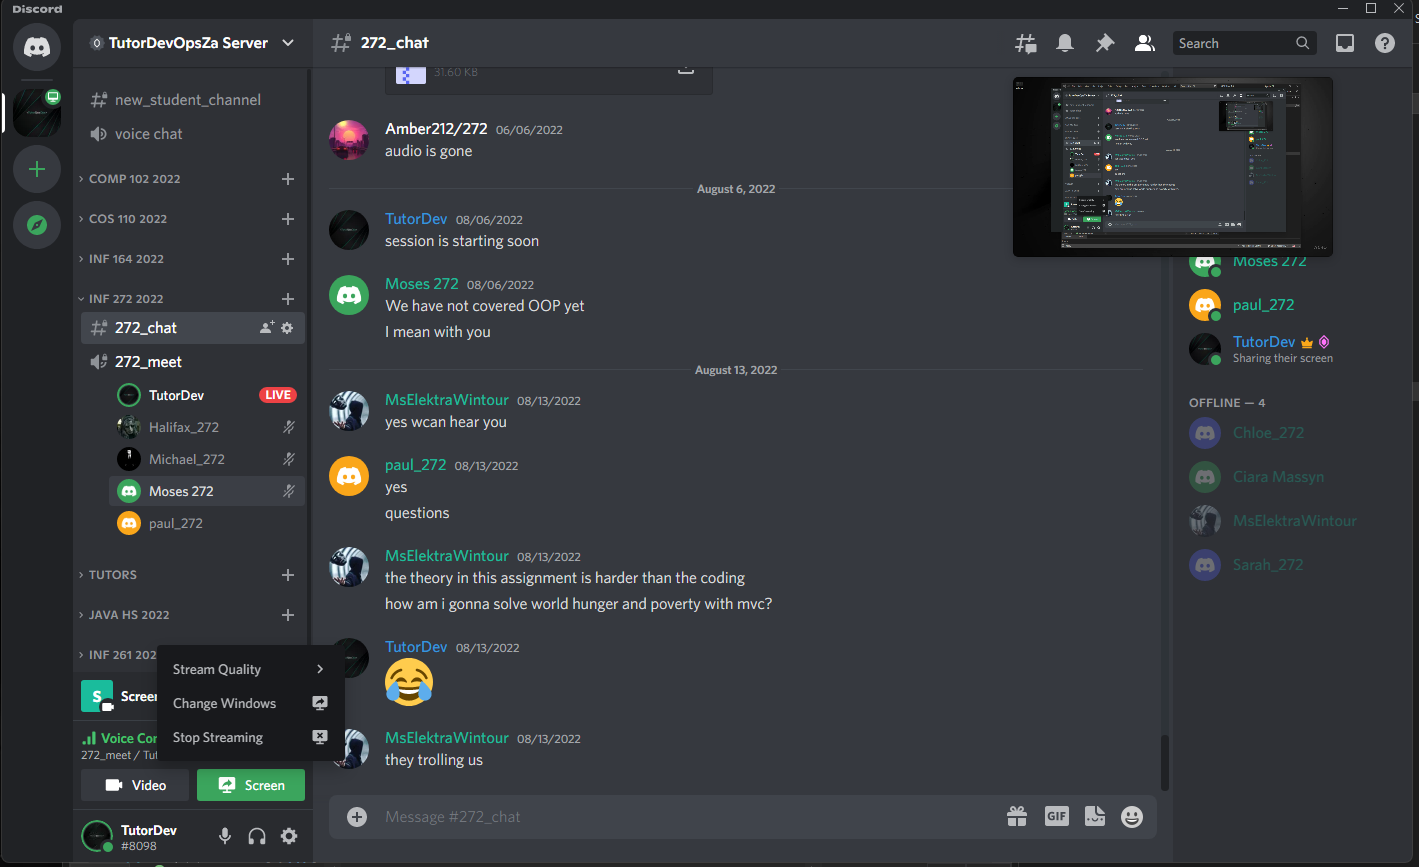 Discord
TutorDevOpsZa Server
new_student_channel
voice chat
COMP 102 2022
COS 110 2022
INF 164 2022
INF 272 2022
272_chat
272_meet
TutorDev
LIVE
Halifax_272
Michael_272
Moses 272
paul_272
TUTORS
JAVA HS 2022
INF 261 202
S
Screen
Stream Quality
Change Windows
Stop Streaming
Voice Con
272_meet / Tut
Video
Screen
TutorDev
#8098
272_chat
Search
31.60 KB
Amber212/272 06/06/2022
audio is gone
August 6, 2022
TutorDev 08/06/2022
session is starting soon
Moses 272 08/06/2022
We have not covered OOP yet
I mean with you
August 13, 2022
MsElektraWintour 08/13/2022
yes wcan hear you
paul_272 08/13/2022
yes
questions
MsElektraWintour 08/13/2022
the theory in this assignment is harder than the coding
how am i gonna solve world hunger and poverty with mvc?
TutorDev 08/13/2022
MsElektraWintour 08/13/2022
they trolling us
Message #272_chat
GIF
Moses 272
paul_272
TutorDev
Sharing their screen
OFFLINE — 4
Chloe_272
Ciara Massyn
MsElektraWintour
Sarah_272